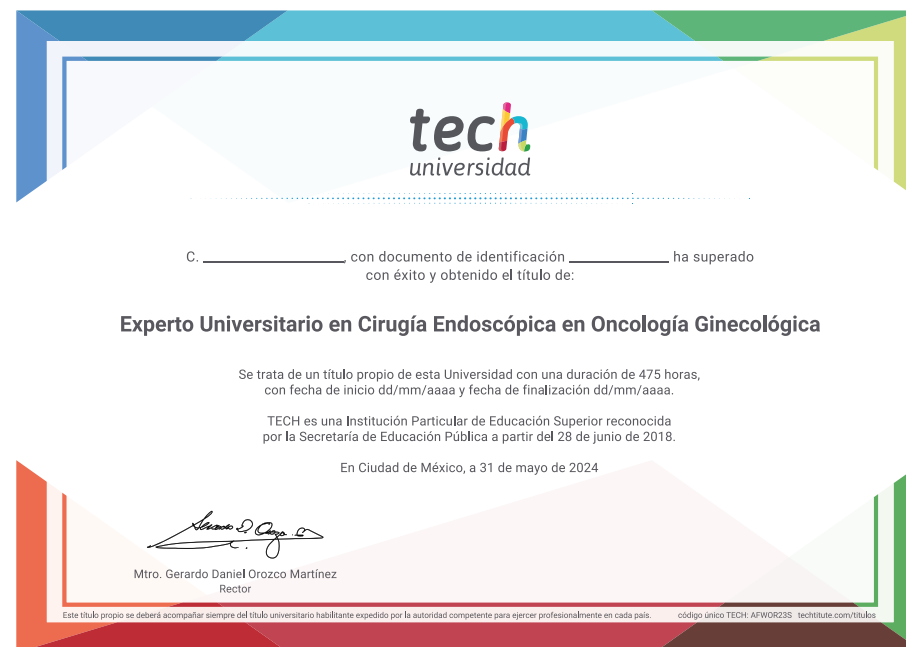 tech
universidad
C. ____________, con documento de identificación ____________ ha superado
con éxito y obtenido el título de:
Experto Universitario en Cirugía Endoscópica en Oncología Ginecológica
Se trata de un título propio de esta Universidad con una duración de 475 horas,
con fecha de inicio dd/mm/aaaa y fecha de finalización dd/mm/aaaa.
TECH es una Institución Particular de Educación Superior reconocida
por la Secretaría de Educación Pública a partir del 28 de junio de 2018.
En Ciudad de México, a 31 de mayo de 2024
Mtro. Gerardo Daniel Orozco Martínez
Rector
Este título propio se deberá acompañar siempre del título universitario habilitante expedido por la autoridad competente para ejercer profesionalmente en cada país. código único TECH: AFWOR23S techtitute.com/titulos